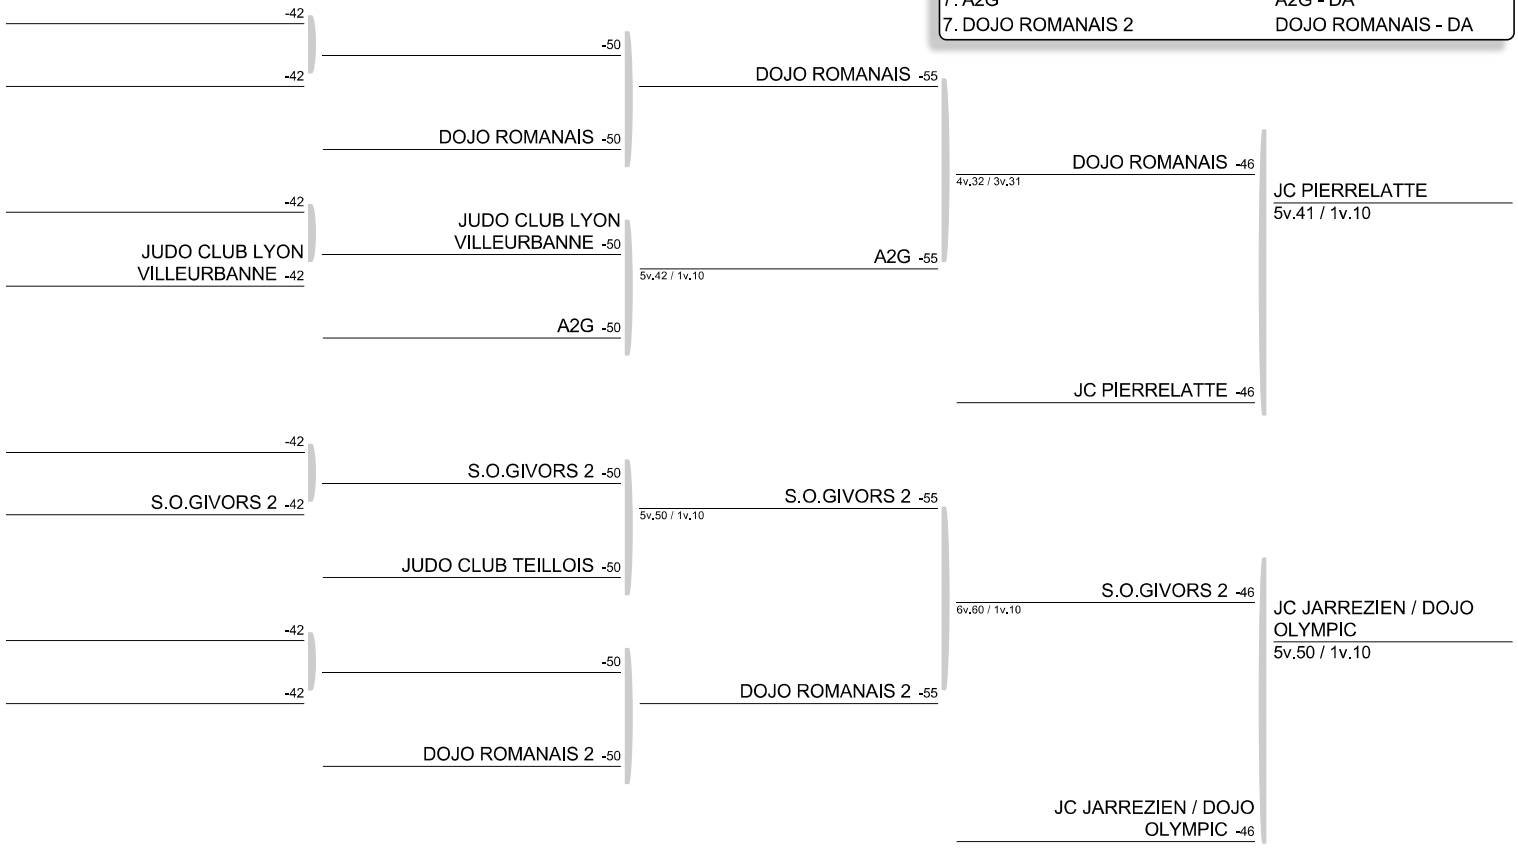 7. A2G A2G - DA
7. DOJO ROMANAIS 2 DOJO ROMANAIS - DA
-42
-50
-42
DOJO ROMANAIS -55
DOJO ROMANAIS -50
DOJO ROMANAIS -46
4v.32 / 3v.31
JC PIERRELATTE
5v.41 / 1v.10
-42
JUDO CLUB LYON
VILLEURBANNE -50
JUDO CLUB LYON
VILLEURBANNE -42
A2G -55
5v.42 / 1v.10
A2G -50
JC PIERRELATTE -46
-42
S.O.GIVORS 2 -50
S.O.GIVORS 2 -42
S.O.GIVORS 2 -55
5v.50 / 1v.10
JUDO CLUB TEILLOIS -50
S.O.GIVORS 2 -46
6v.60 / 1v.10
JC JARREZIEN / DOJO
OLYMPIC
5v.50 / 1v.10
-42
-50
-42
DOJO ROMANAIS 2 -55
DOJO ROMANAIS 2 -50
JC JARREZIEN / DOJO
OLYMPIC -46